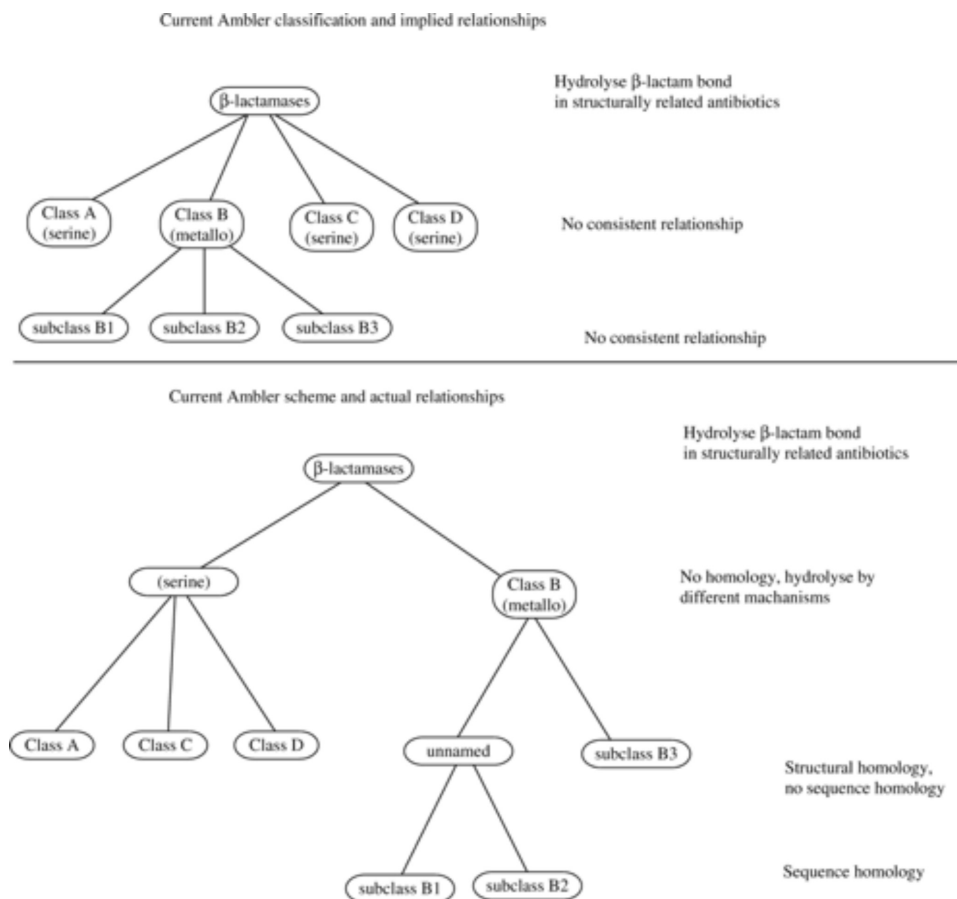 Current Ambler classification and implied relationships
Hydrolyse β-lactam bond
in structurally related antibiotics
β-lactamases
Class A
(serine)
Class B
(metallo)
Class C
(serine)
Class D
(serine)
No consistent relationship
subclass B1
subclass B2
subclass B3
No consistent relationship
Current Ambler scheme and actual relationships
Hydrolyse β-lactam bond
in structurally related antibiotics
β-lactamases
(serine)
Class B
(metallo)
No homology, hydrolyse by
different machanisms
Class A
Class C
Class D
unnamed
subclass B3
Structural homology,
no sequence homology
subclass B1
subclass B2
Sequence homology